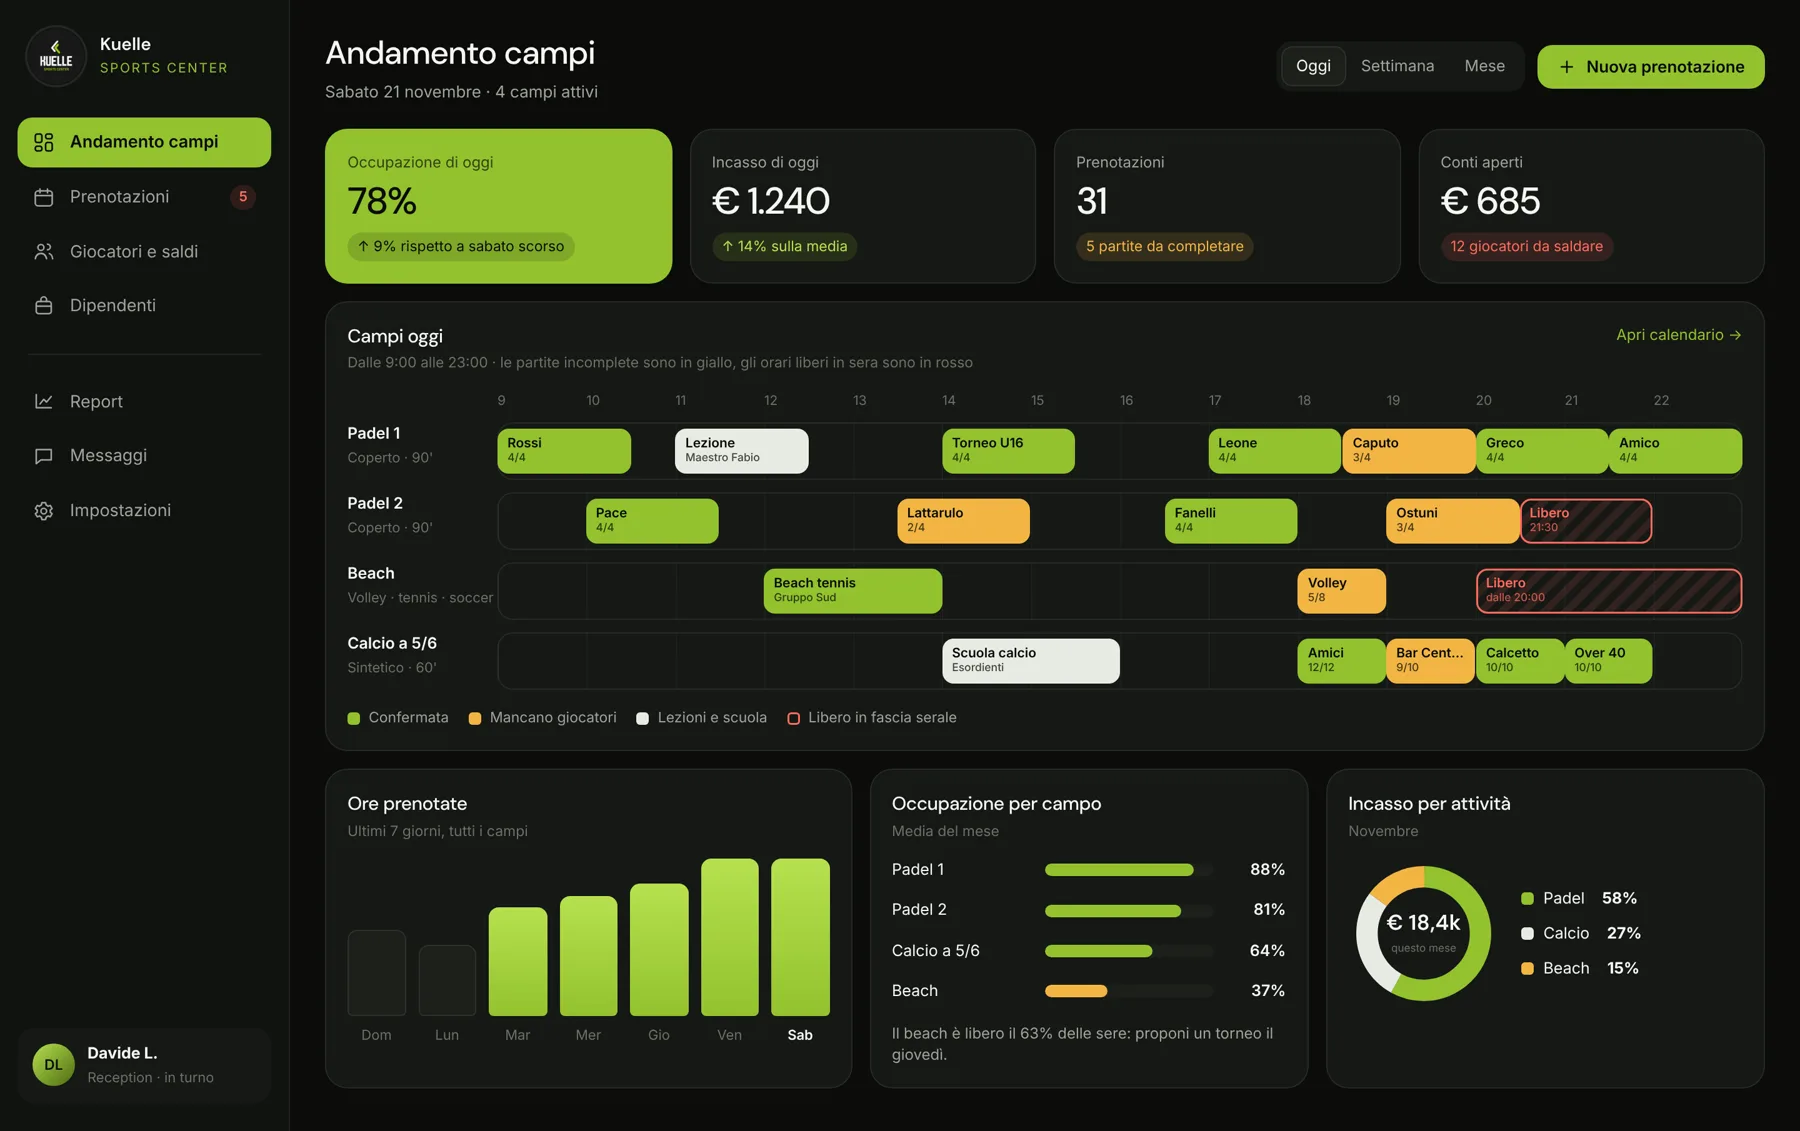 KUELLE
Kuelle
SPORTS CENTER
Andamento campi
Prenotazioni 5
Giocatori e saldi
Dipendenti
Report
Messaggi
Impostazioni
DL
Davide L.
Reception · in turno
Andamento campi
Sabato 21 novembre · 4 campi attivi
Oggi Settimana Mese
+ Nuova prenotazione
Occupazione di oggi
78%
↑ 9% rispetto a sabato scorso
Incasso di oggi
€ 1.240
↑ 14% sulla media
Prenotazioni
31
5 partite da completare
Conti aperti
€ 685
12 giocatori da saldare
Campi oggi
Apri calendario →
Dalle 9:00 alle 23:00 · le partite incomplete sono in giallo, gli orari liberi in sera sono in rosso
9 10 11 12 13 14 15 16 17 18 19 20 21 22
Padel 1
Coperto · 90'
Rossi
4/4
Lezione
Maestro Fabio
Torneo U16
4/4
Leone
4/4
Caputo
3/4
Greco
4/4
Amico
4/4
Padel 2
Coperto · 90'
Pace
4/4
Lattarulo
2/4
Fanelli
4/4
Ostuni
3/4
Libero
21:30
Beach
Volley · tennis · soccer
Beach tennis
Gruppo Sud
Volley
5/8
Libero
dalle 20:00
Calcio a 5/6
Sintetico · 60'
Scuola calcio
Esordienti
Amici
12/12
Bar Cent...
9/10
Calcetto
10/10
Over 40
10/10
Confermata Mancano giocatori Lezioni e scuola Libero in fascia serale
Ore prenotate
Ultimi 7 giorni, tutti i campi
Dom Lun Mar Mer Gio Ven Sab
Occupazione per campo
Media del mese
Padel 1 88%
Padel 2 81%
Calcio a 5/6 64%
Beach 37%
Il beach è libero il 63% delle sere: proponi un torneo il
giovedì.
Incasso per attività
Novembre
€ 18,4k
questo mese
Padel 58%
Calcio 27%
Beach 15%